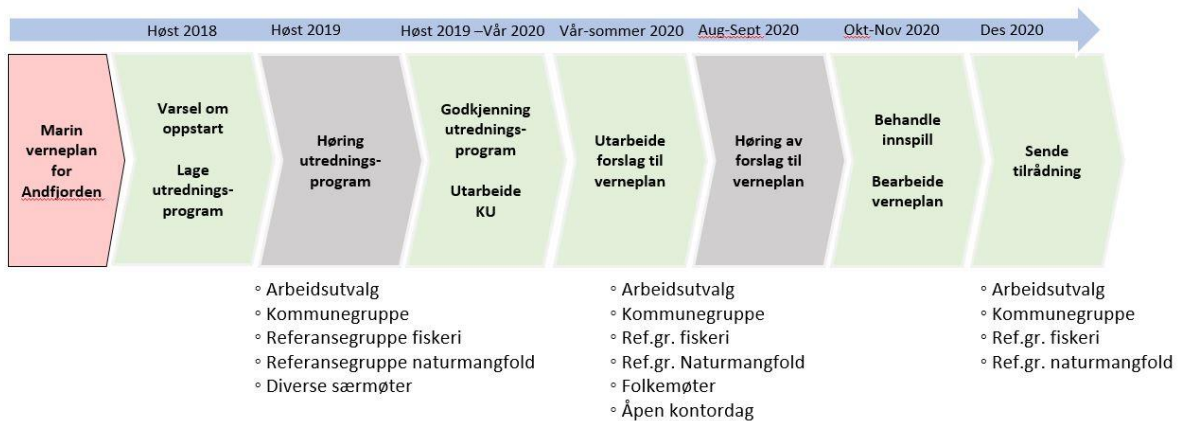 Høst 2018
Høst 2019
Høst 2019 –Vår 2020
Vår-sommer 2020
Aug-Sept 2020
Okt-Nov 2020
Des 2020
Marin
verneplan
for
Andfjorden
Varsel om
oppstart
Lage
utrednings-
program
Høring
utrednings-
program
Godkjenning
utrednings-
program
Utarbeide
KU
Utarbeide
forslag til
verneplan
Høring av
forslag til
verneplan
Behandle
innspill
Bearbeide
verneplan
Sende
tilrådning
◦ Arbeidsutvalg
◦ Kommunegruppe
◦ Referansegruppe fiskeri
◦ Referansegruppe naturmangfold
◦ Diverse særmøter
◦ Arbeidsutvalg
◦ Kommunegruppe
◦ Ref.gr. fiskeri
◦ Ref.gr. Naturmangfold
◦ Folkemøter
◦ Åpen kontordag
◦ Arbeidsutvalg
◦ Kommunegruppe
◦ Ref.gr. fiskeri
◦ Ref.gr. naturmangfold